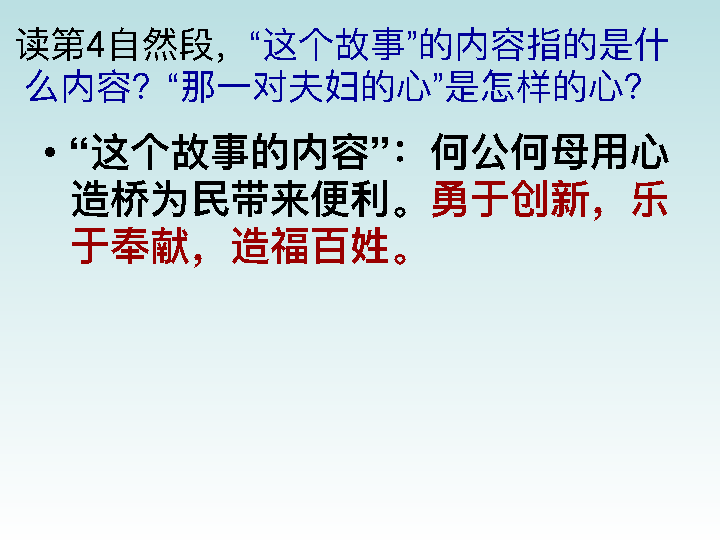 读第4自然段，“这个故事”的内容指的是什
么内容？“那一对夫妇的心”是怎样的心？
• “这个故事的内容”：何公何母用心
造桥为民带来便利。勇于创新，乐
于奉献，造福百姓。